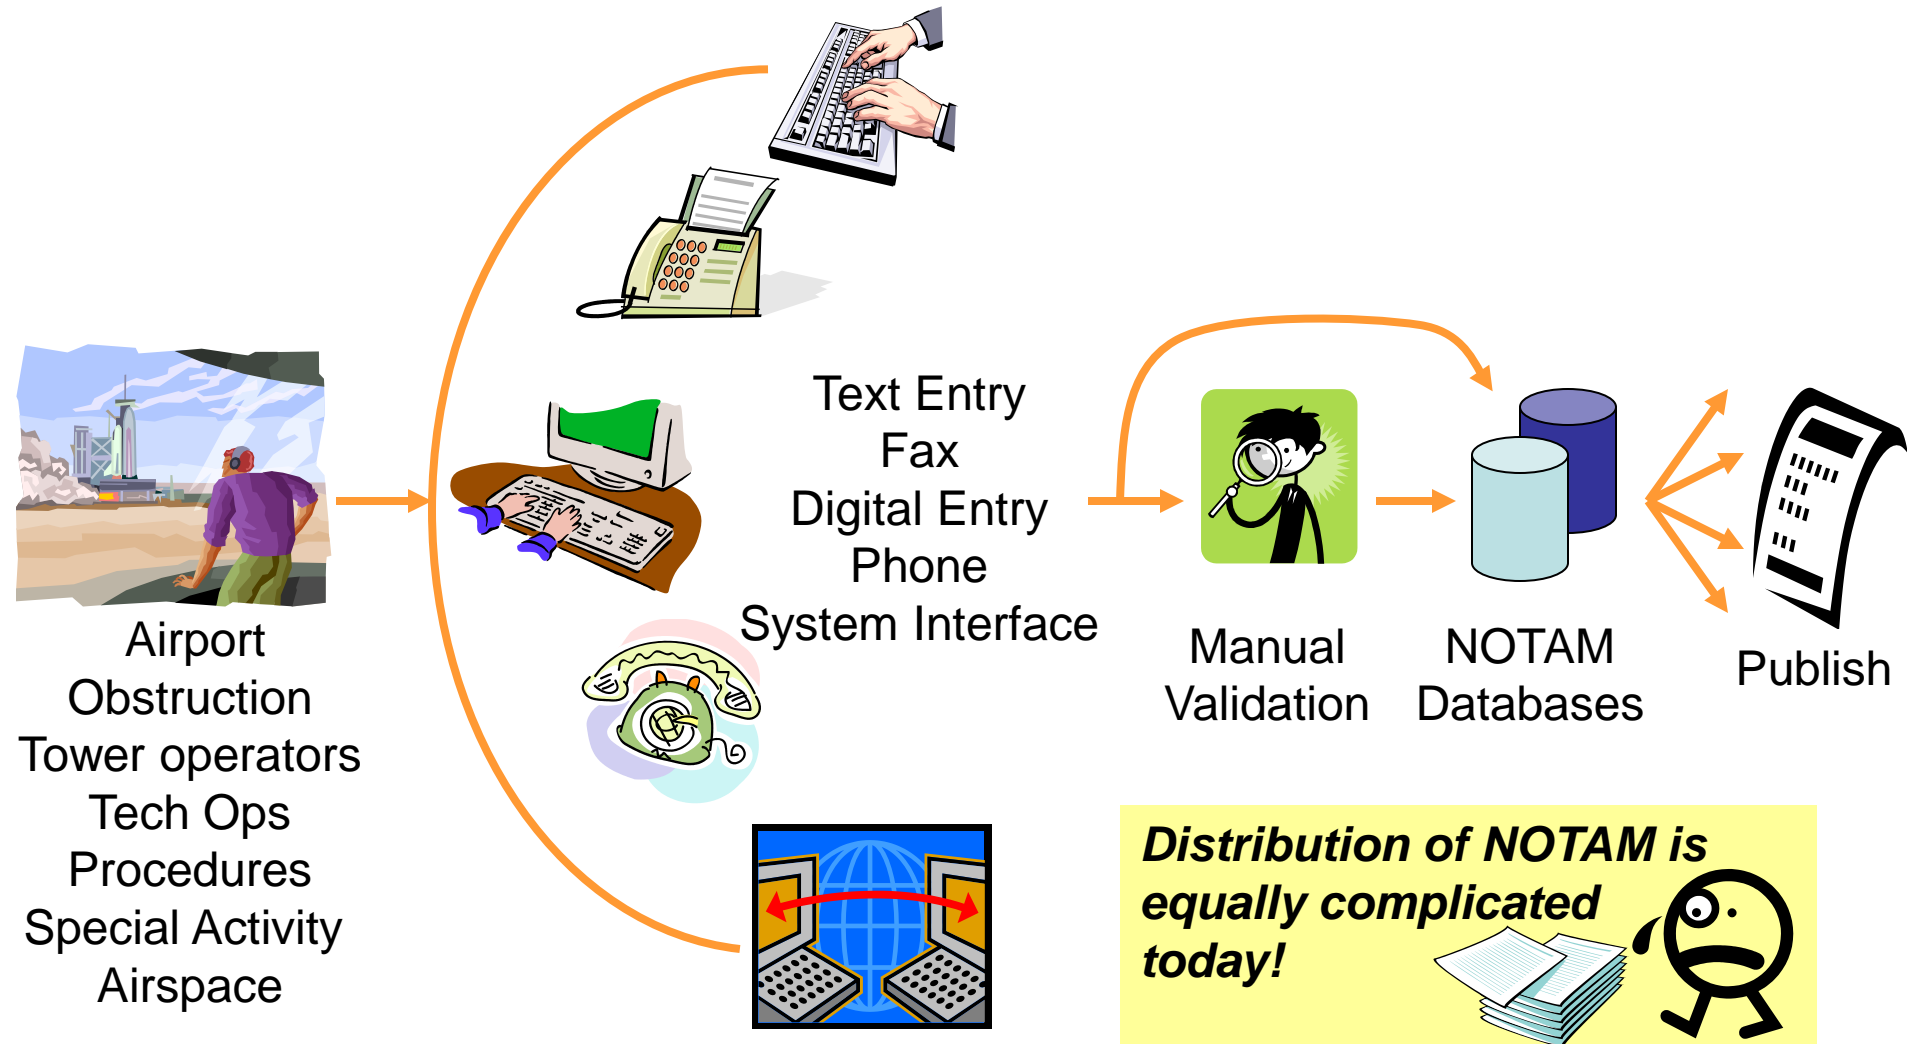 Airport
Obstruction
Tower operators
Tech Ops
Procedures
Special Activity
Airspace
Text Entry
Fax
Digital Entry
Phone
System Interface
Manual
Validation
NOTAM
Databases
Publish
Distribution of NOTAM is
equally complicated
today!